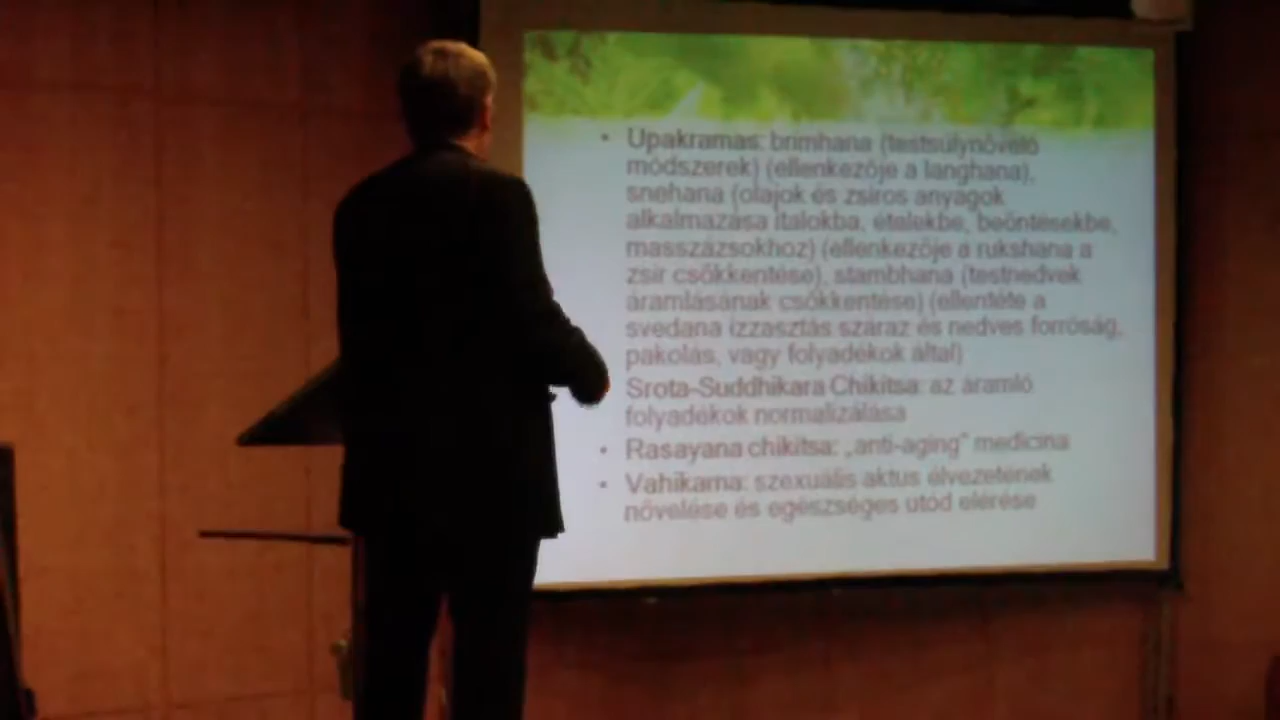 • Upakramas: brimhana (testsúlynövelő
módszerek) (ellenkezője a langhana),
snehana (olajok és zsíros anyagok
alkalmazása italokba, ételekbe, beöntésekbe,
masszázsokhoz) (ellenkezője a rukshana a
zsír csőkkentése), stambhana (testnedvek
áramlásának csőkkentése) (ellentéte a
svedana izzasztás száraz és nedves forróság,
pakolás, vagy folyadékok által)
Srota-Suddhikara Chikitsa: az áramló
folyadékok normalizálása
• Rasayana chikitsa: „anti-aging” medicina
• Vahikarna: szexuális aktus élvezetének
növelése és egészséges utód elérése